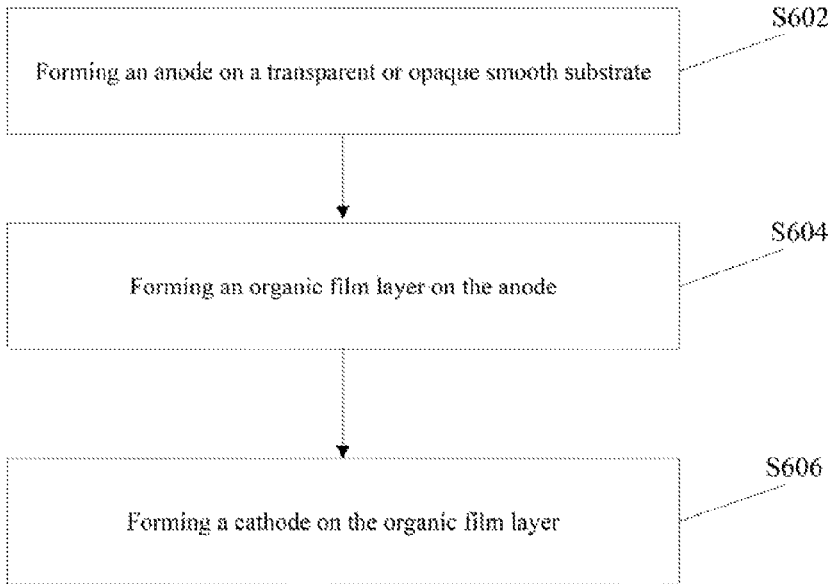 S602
Forming an anode on a transparent or opaque smooth substrate
S604
Forming an organic film layer on the anode
S606
Forming a cathode on the organic film layer